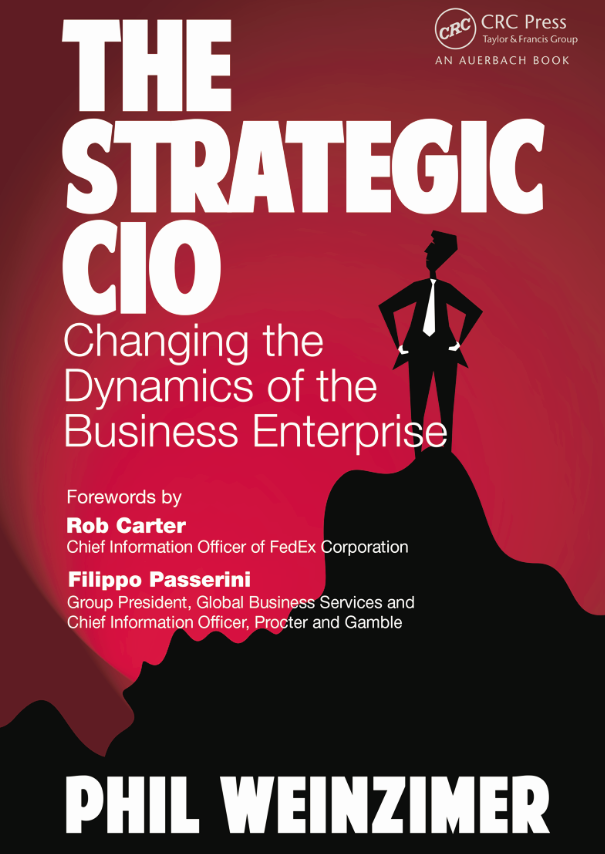 CRC
CRC Press
Taylor & Francis Group
AN AUERBACH BOOK
THE
STRATEGIC
CIO
Changing the
Dynamics of the
Business Enterprise
Forewords by
Rob Carter
Chief Information Officer of FedEx Corporation
Filippo Passerini
Group President, Global Business Services and
Chief Information Officer, Procter and Gamble
PHIL WEINZIMER